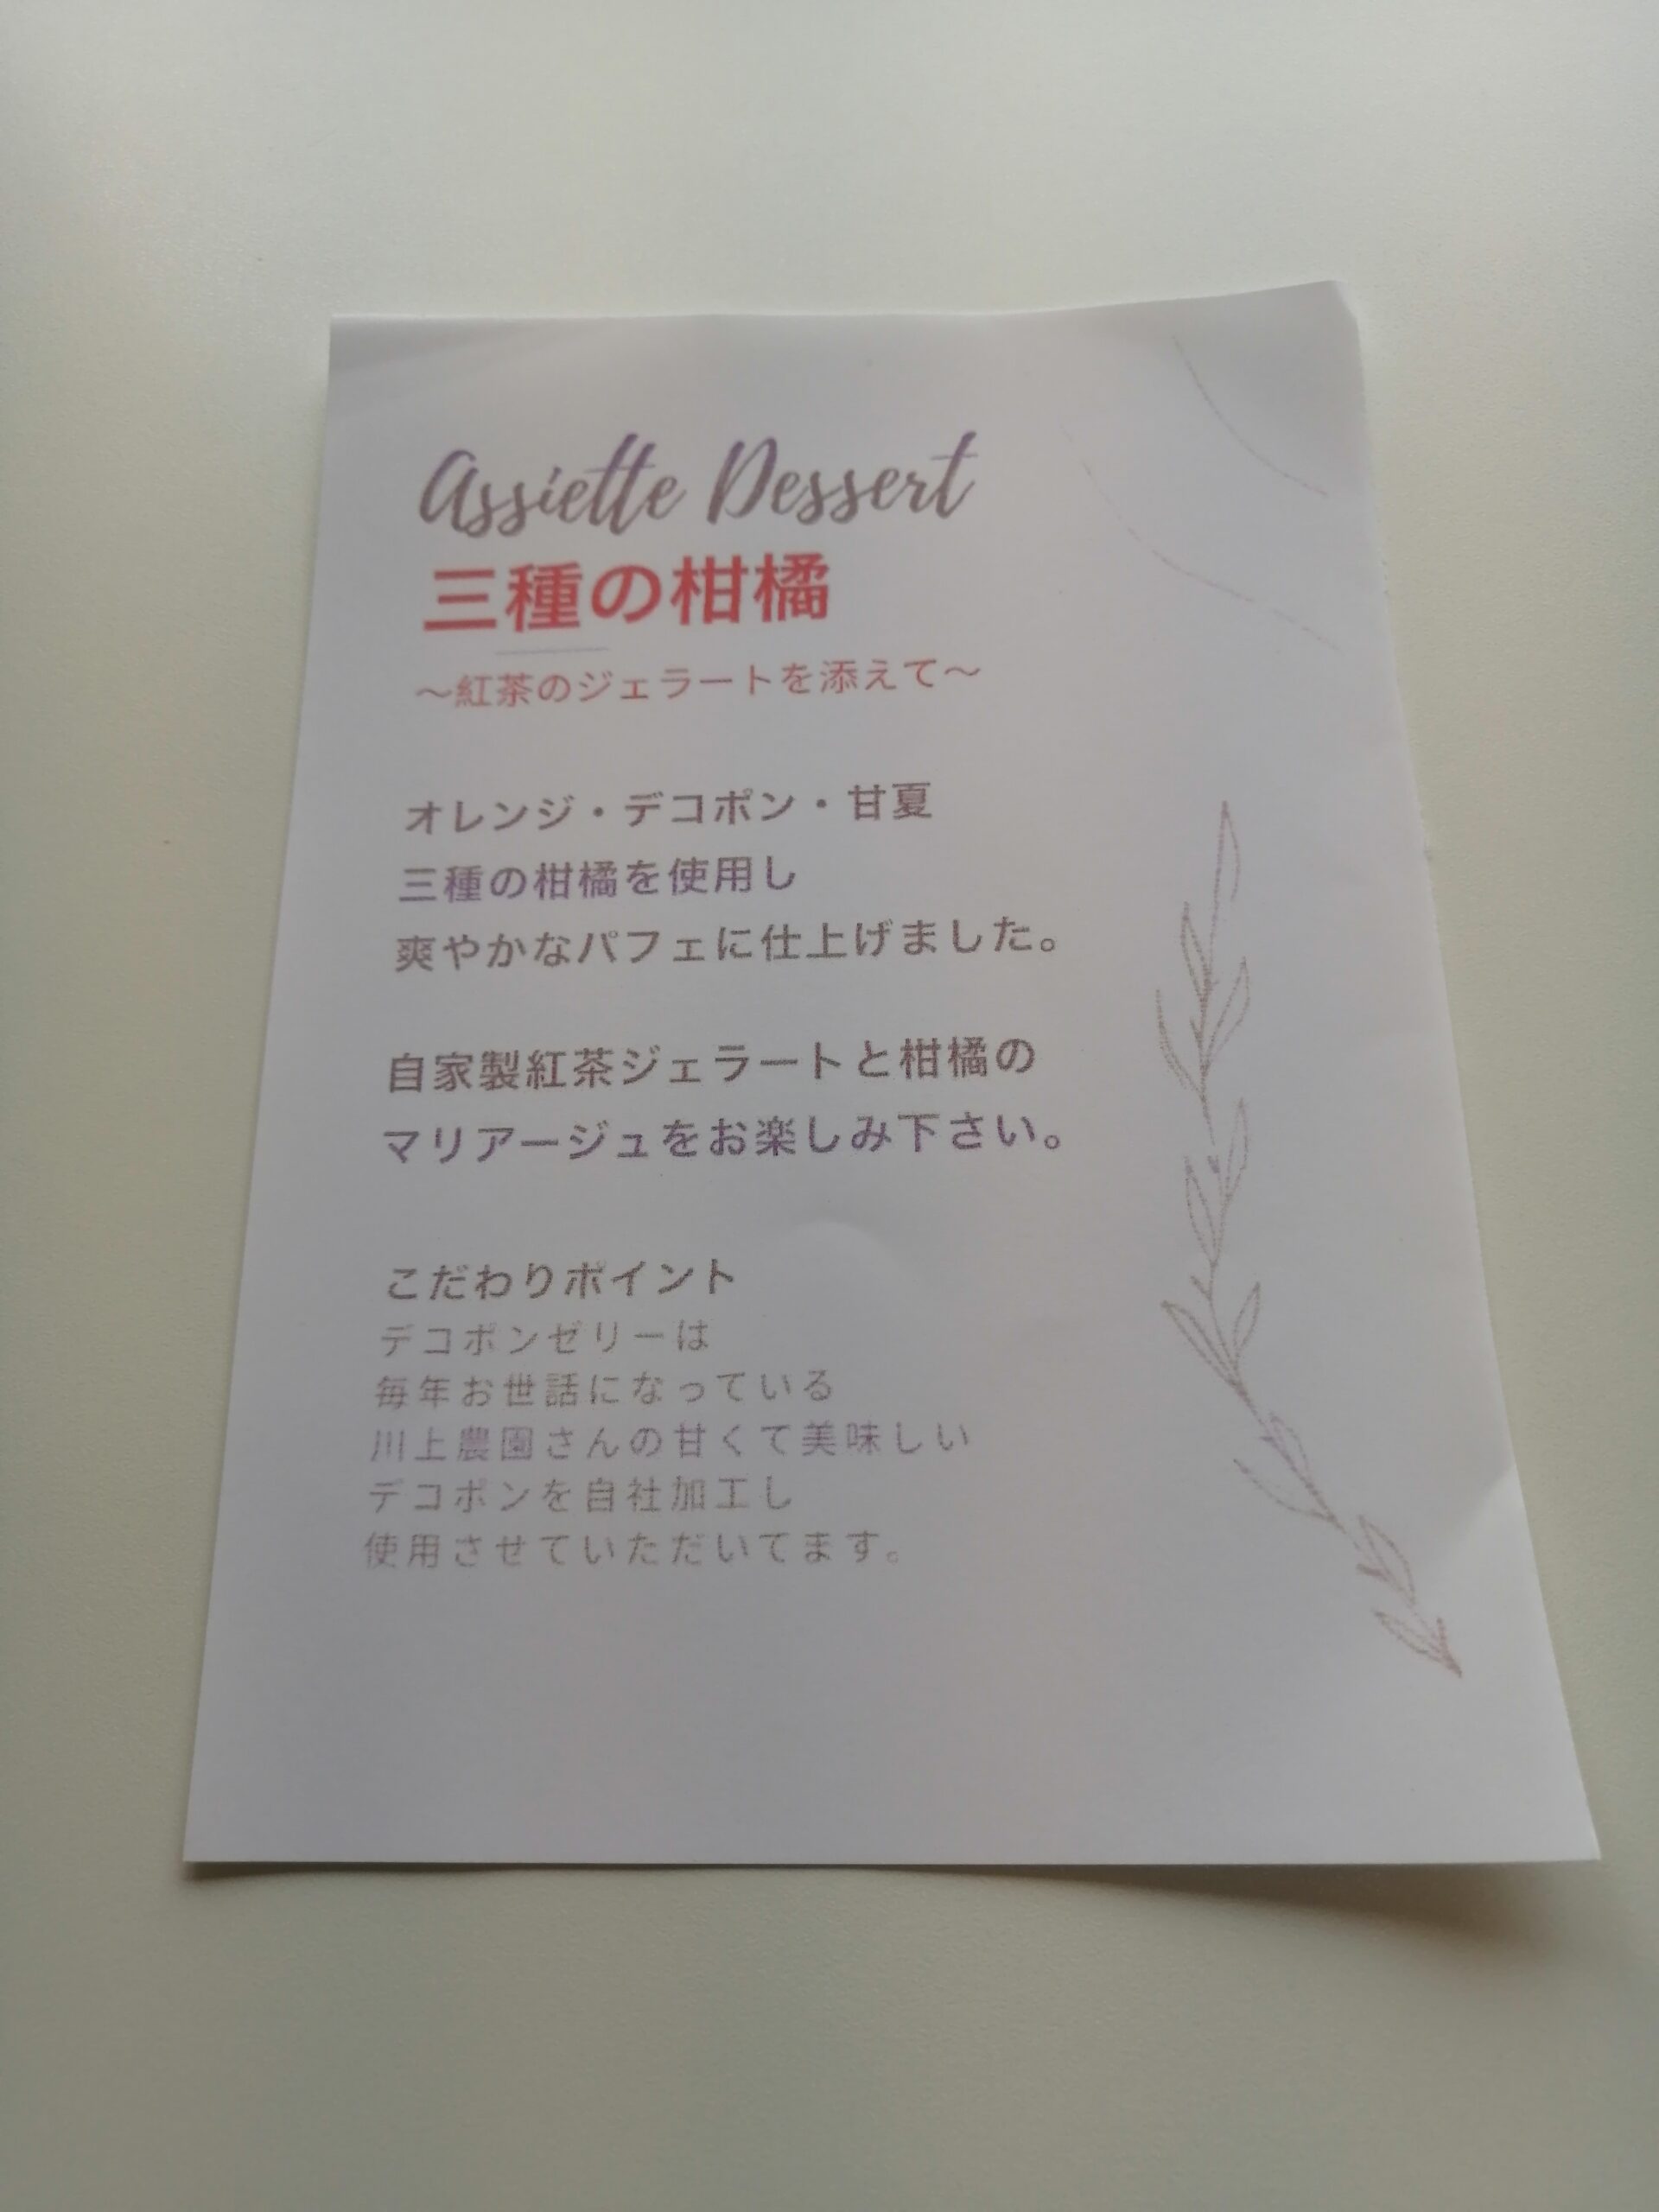 Assiette Dessert
三種の柑橘
～紅茶のジェラートを添えて～
オレンジ・デコポン・甘夏
三種の柑橘を使用し
爽やかなパフェに仕上げました。
自家製紅茶ジェラートと柑橘の
マリアージュをお楽しみ下さい。
こだわりポイント
デコポンゼリーは
毎年お世話になっている
川上農園さんの甘くて美味しい
デコポンを自社加工し
使用させていただいてます。